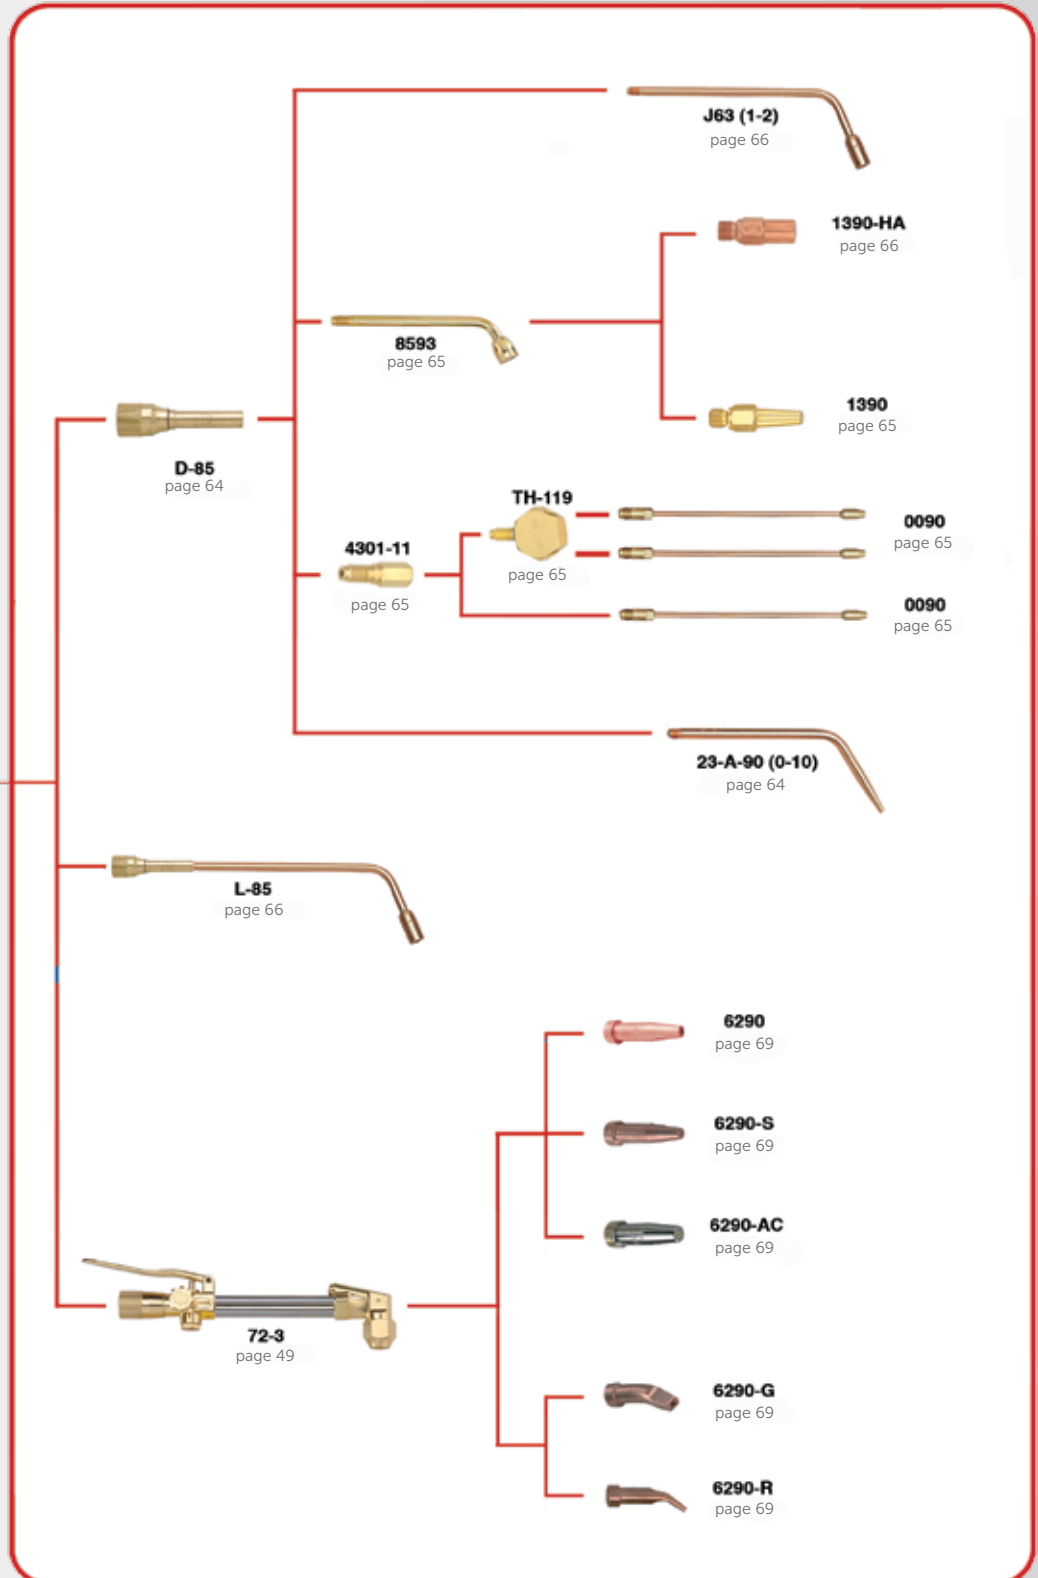 J63 (1-2)
page 66
1390-HA
page 66
8593
page 65
1390
page 65
D-85
page 64
TH-119
page 65
0090
page 65
4301-11
page 65
0090
page 65
23-A-90 (0-10)
page 64
L-85
page 66
6290
page 69
6290-S
page 69
6290-AC
page 69
72-3
page 49
6290-G
page 69
6290-R
page 69